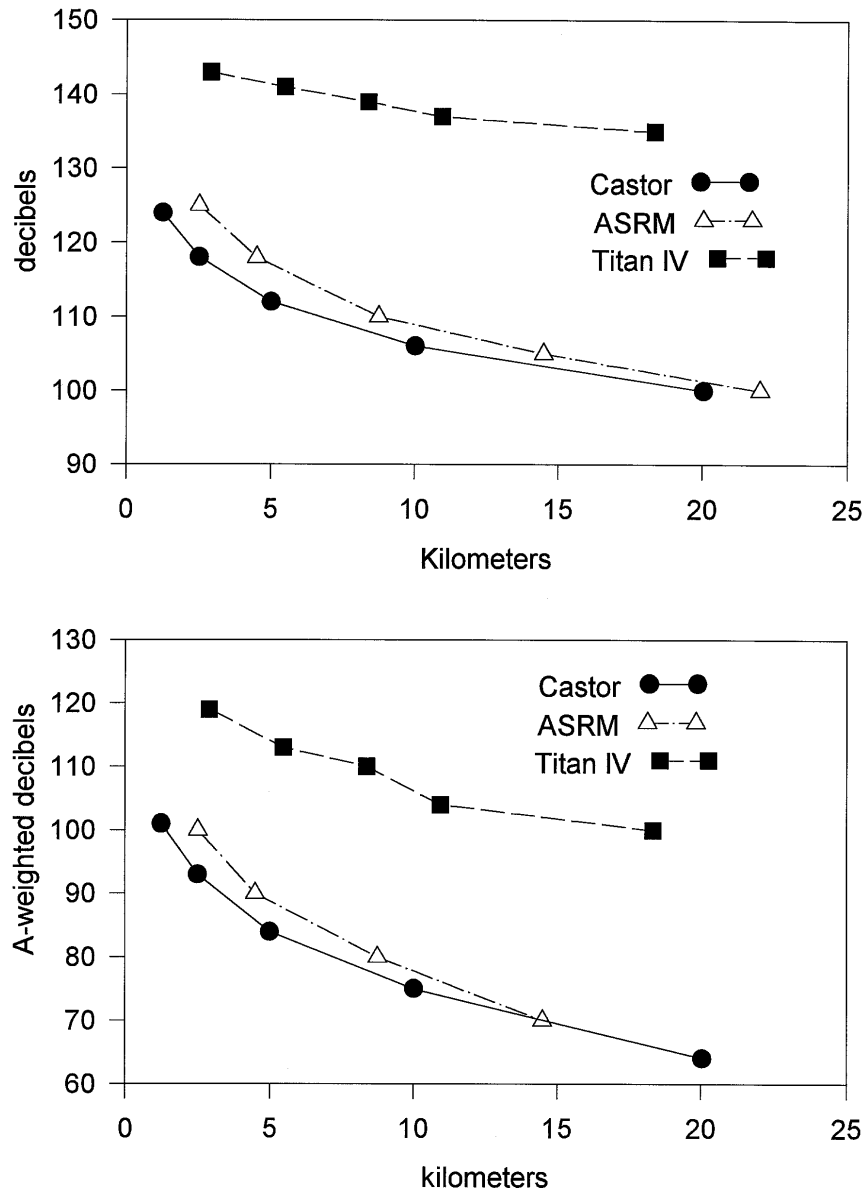 150
140
130
120
110
100
90
decibels
Castor
ASRM
Titan IV
0 5 10 15 20 25
Kilometers
130
120
110
100
90
80
70
60
A-weighted decibels
Castor
ASRM
Titan IV
0 5 10 15 20 25
kilometers